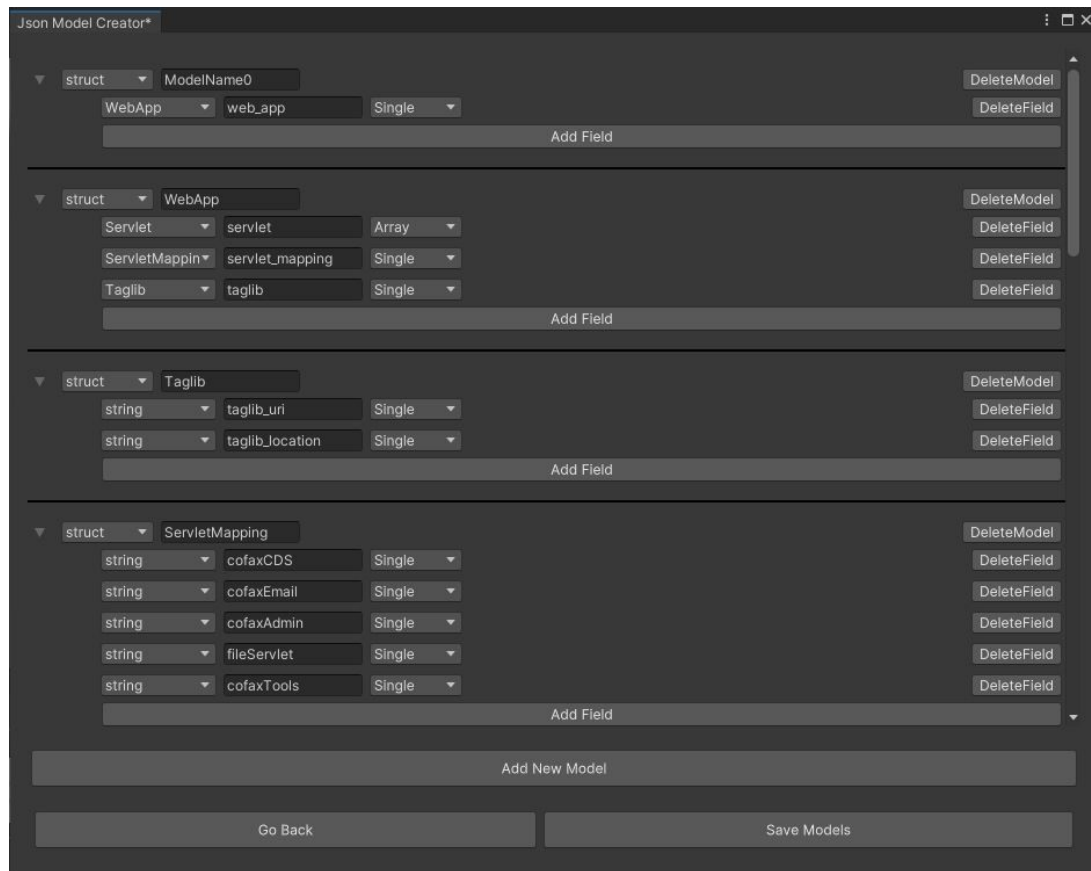 Json Model Creator*
struct ModelName0 DeleteModel
WebApp web_app Single DeleteField
Add Field
struct WebApp DeleteModel
Servlet servlet Array DeleteField
ServletMappin servlet_mapping Single DeleteField
Taglib taglib Single DeleteField
Add Field
struct Taglib DeleteModel
string taglib_uri Single DeleteField
string taglib_location Single DeleteField
Add Field
struct ServletMapping DeleteModel
string cofaxCDS Single DeleteField
string cofaxEmail Single DeleteField
string cofaxAdmin Single DeleteField
string fileServlet Single DeleteField
string cofaxTools Single DeleteField
Add Field
Add New Model
Go Back Save Models